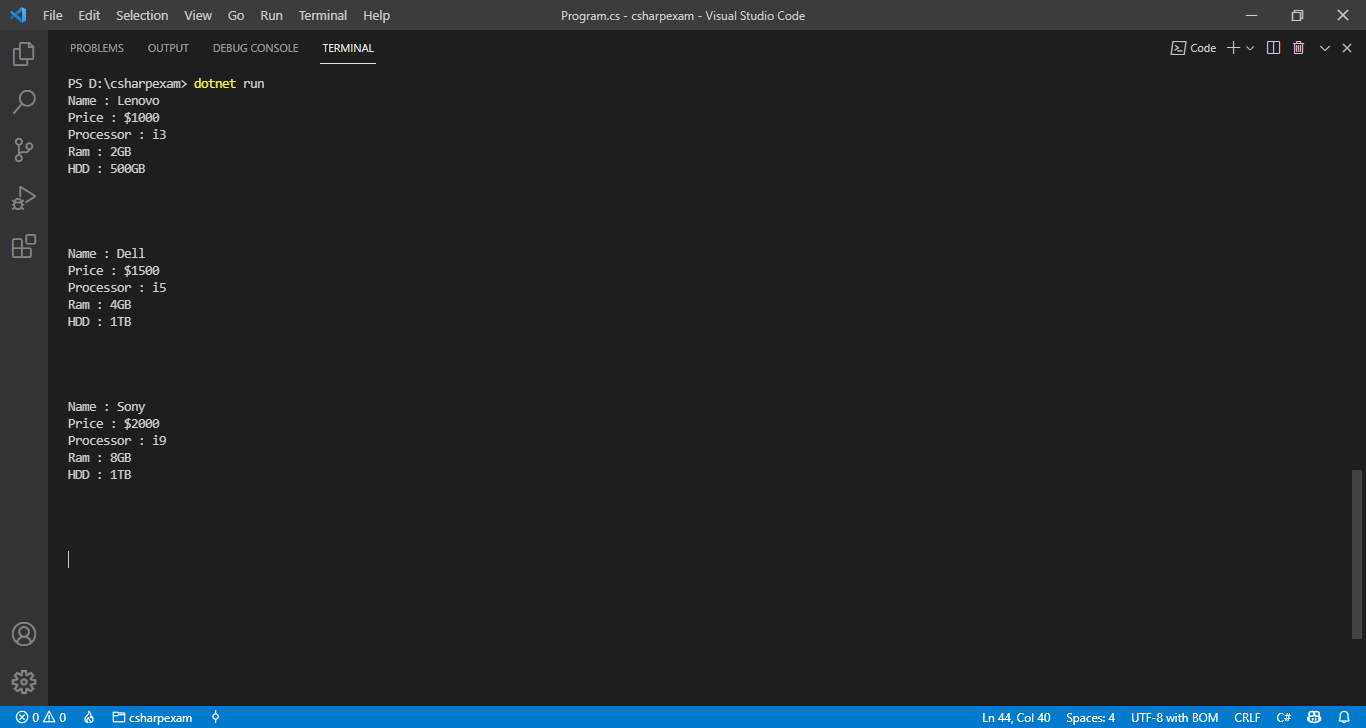 File Edit Selection View Go Run Terminal Help Program.cs - csharpexam - Visual Studio Code
PROBLEMS OUTPUT DEBUG CONSOLE TERMINAL Code
PS D:\csharpexam> dotnet run
Name : Lenovo
Price : $1000
Processor : i3
Ram : 2GB
HDD : 500GB
Name : Dell
Price : $1500
Processor : i5
Ram : 4GB
HDD : 1TB
Name : Sony
Price : $2000
Processor : i9
Ram : 8GB
HDD : 1TB
0 0 csharpexam Ln 44, Col 40 Spaces: 4 UTF-8 with BOM CRLF C#